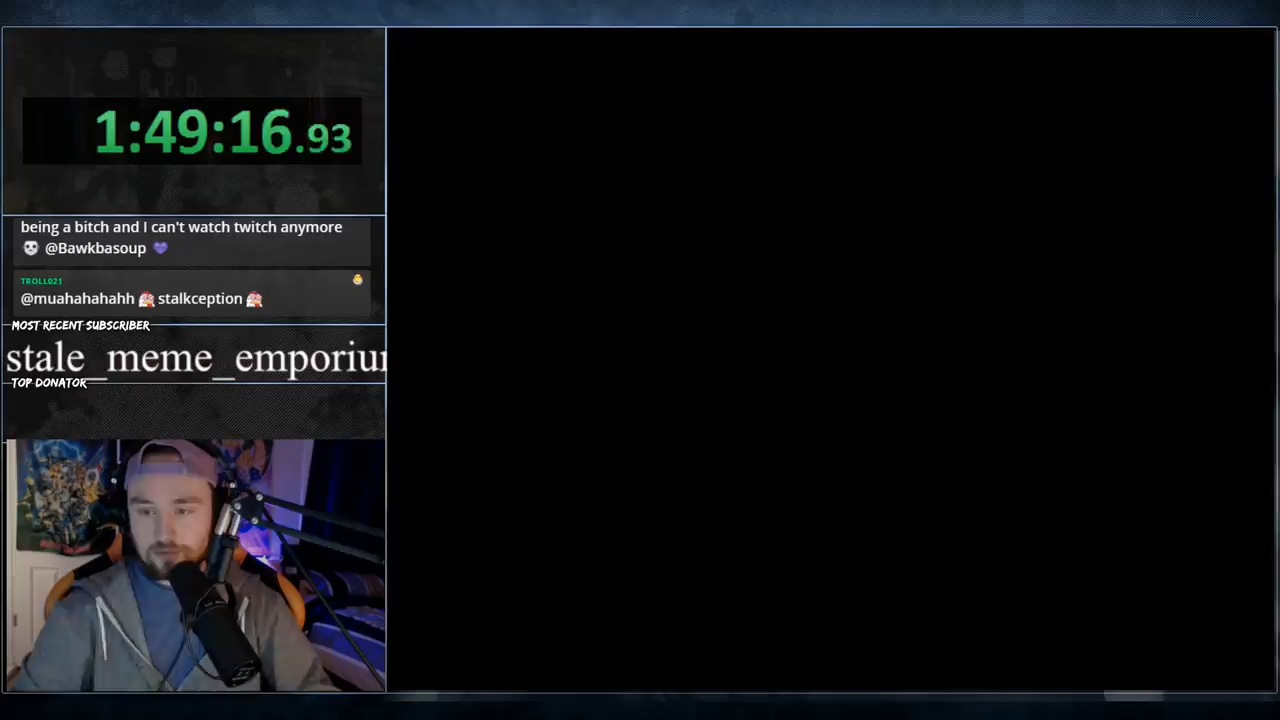 R.P.D
1:49:16.93
being a bitch and I can't watch twitch anymore
@Bawkbasoup
TROLL021
@muahahahahh stalkception
MOST RECENT SUBSCRIBER
stale_meme_emporiu
TOP DONATOR